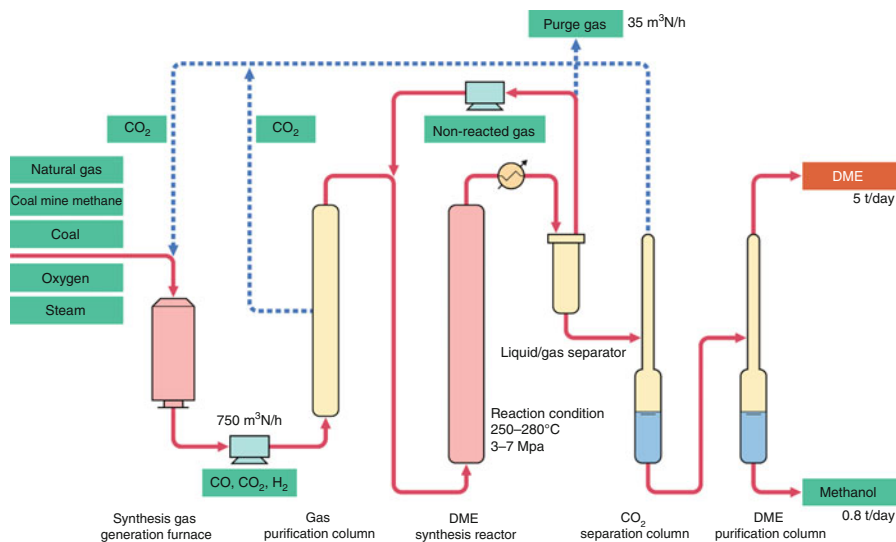 Purge gas
35 m³N/h
CO₂
CO₂
Non-reacted gas
Natural gas
Coal mine methane
Coal
Oxygen
Steam
DME
5 t/day
Liquid/gas separator
750 m³N/h
CO, CO₂, H₂
Reaction condition
250–280°C
3–7 Mpa
Methanol
0.8 t/day
Synthesis gas
generation furnace
Gas
purification column
DME
synthesis reactor
CO₂
separation column
DME
purification column